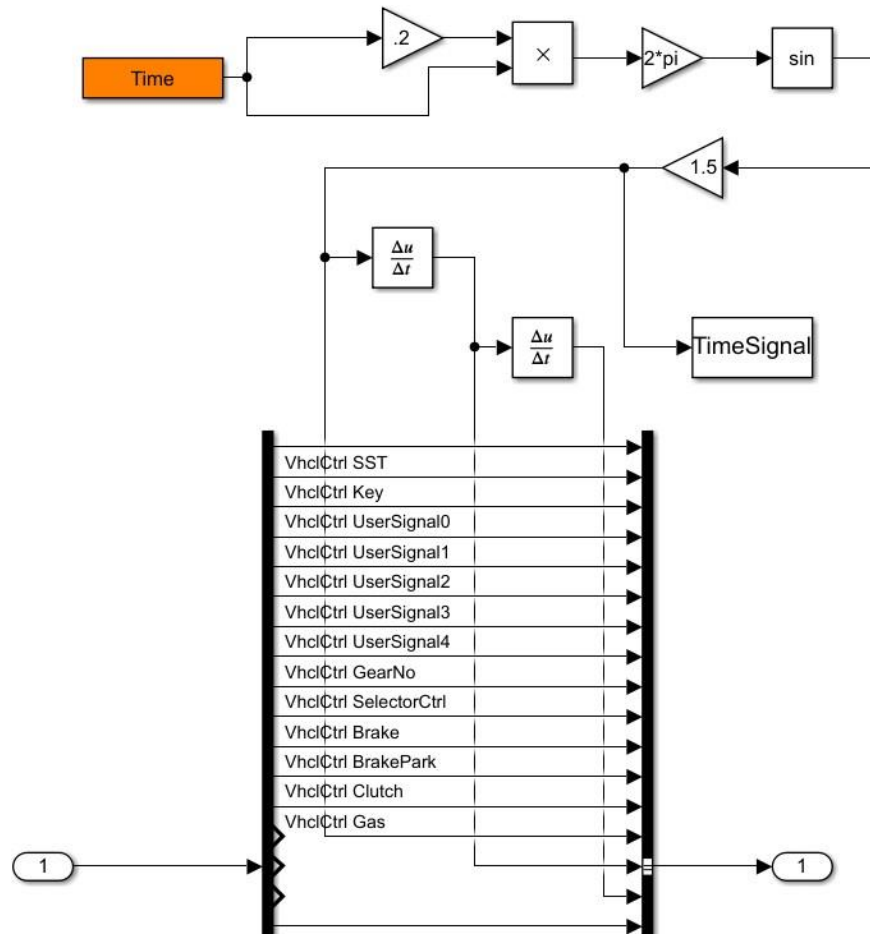 .2
Time
×
2*pi
sin
1.5
Δu
Δt
Δu
Δt
TimeSignal
VhclCtrl SST
VhclCtrl Key
VhclCtrl UserSignal0
VhclCtrl UserSignal1
VhclCtrl UserSignal2
VhclCtrl UserSignal3
VhclCtrl UserSignal4
VhclCtrl GearNo
VhclCtrl SelectorCtrl
VhclCtrl Brake
VhclCtrl BrakePark
VhclCtrl Clutch
VhclCtrl Gas
1
1